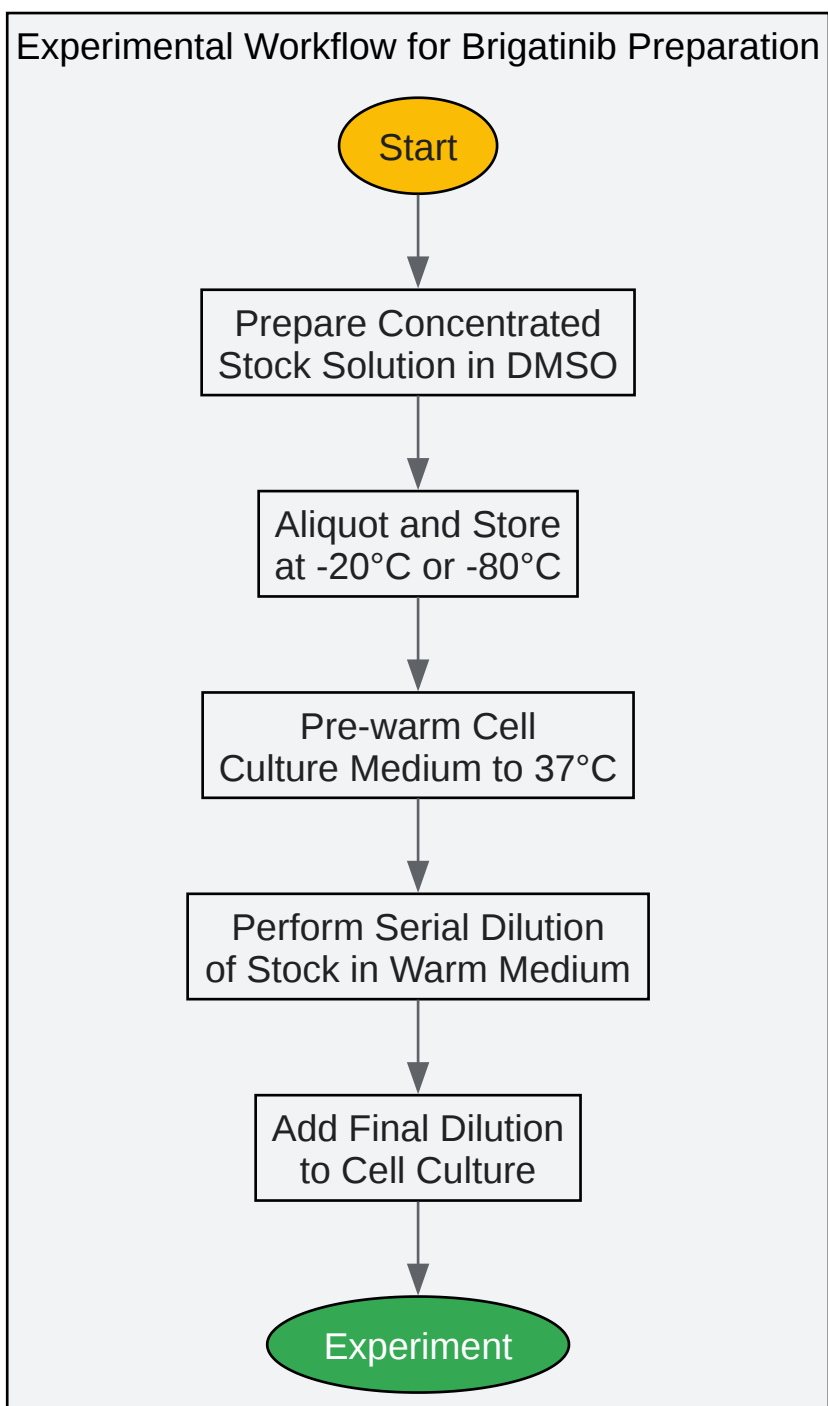 Experimental Workflow for Brigatinib Preparation
Start
Prepare Concentrated
Stock Solution in DMSO
Aliquot and Store
at -20°C or -80°C
Pre-warm Cell
Culture Medium to 37°C
Perform Serial Dilution
of Stock in Warm Medium
Add Final Dilution
to Cell Culture
Experiment